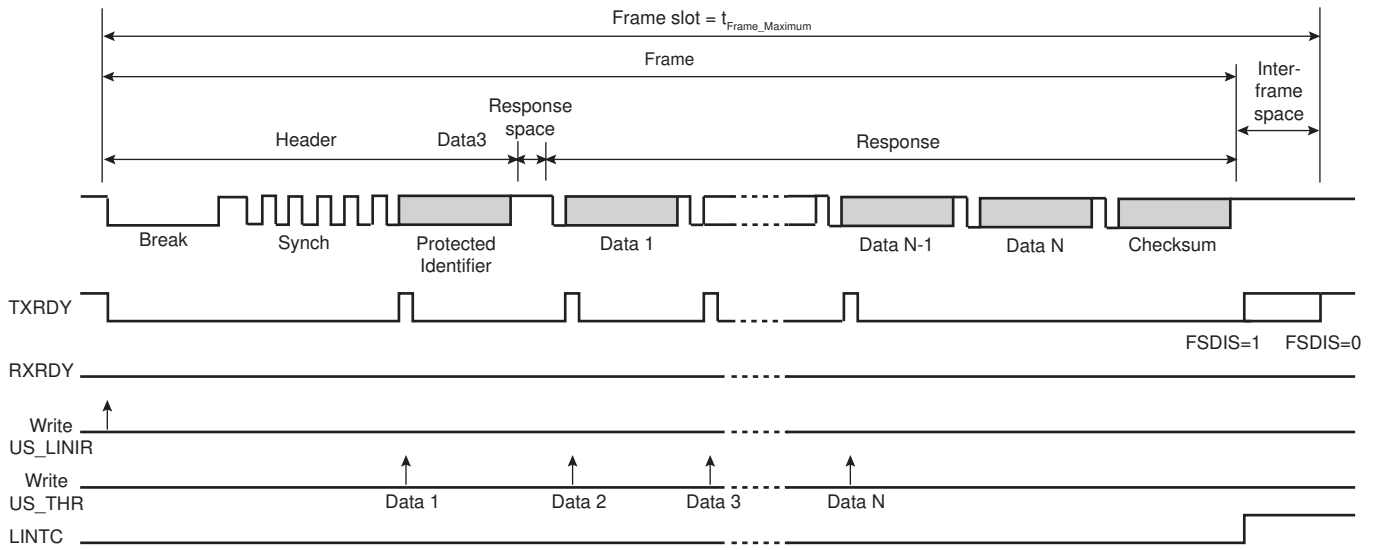 Frame slot = tFrame_Maximum
Frame
Inter-
frame
space
Response
space
Header
Data3
Response
Break
Synch
Protected
Identifier
Data 1
Data N-1
Data N
Checksum
TXRDY
FSDIS=1
FSDIS=0
RXRDY
Write
US_LINIR
Write
US_THR
Data 1
Data 2
Data 3
Data N
LINTC